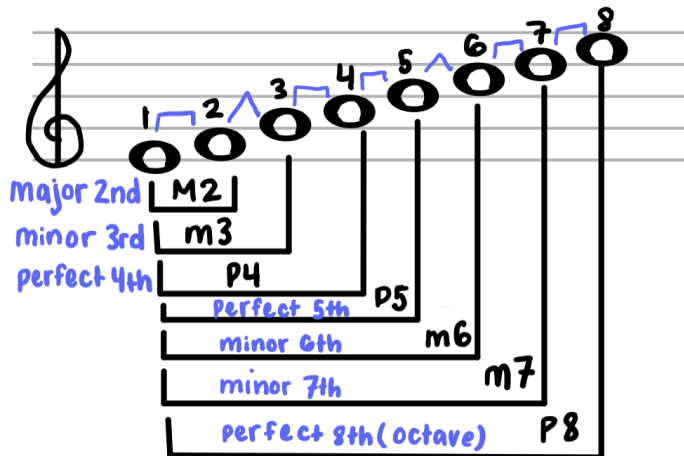 8
7
6
5
4
3
2
1
major 2nd M2
minor 3rd m3
perfect 4th P4
perfect 5th P5
minor 6th m6
minor 7th m7
perfect 8th (octave) P8